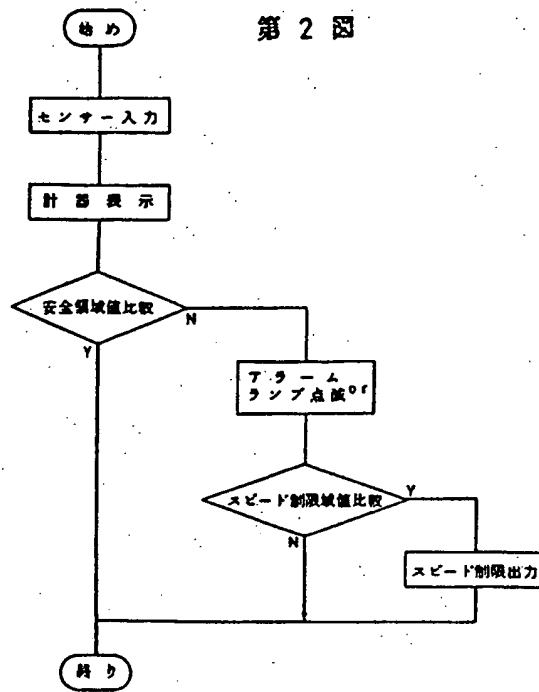 第2図
始め
センサー入力
計器表示
安全領域値比較
N
Y
アラーム
ランプ点滅or
スピード制限域値比較
Y
N
スピード制限出力
終り